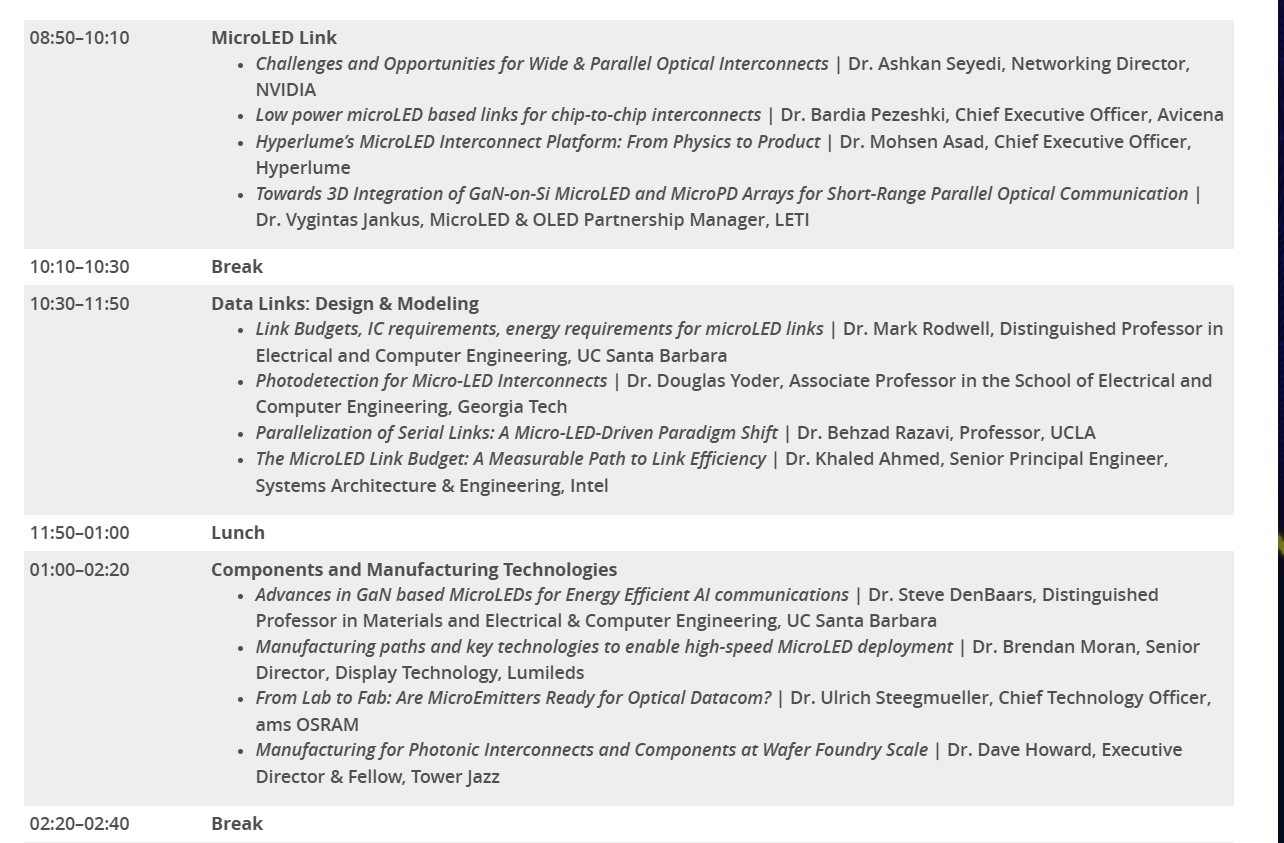 08:50–10:10 MicroLED Link
• Challenges and Opportunities for Wide & Parallel Optical Interconnects | Dr. Ashkan Seyedi, Networking Director,
NVIDIA
• Low power microLED based links for chip-to-chip interconnects | Dr. Bardia Pezeshki, Chief Executive Officer, Avicena
• Hyperlume’s MicroLED Interconnect Platform: From Physics to Product | Dr. Mohsen Asad, Chief Executive Officer,
Hyperlume
• Towards 3D Integration of GaN-on-Si MicroLED and MicroPD Arrays for Short-Range Parallel Optical Communication |
Dr. Vygintas Jankus, MicroLED & OLED Partnership Manager, LETI
10:10–10:30 Break
10:30–11:50 Data Links: Design & Modeling
• Link Budgets, IC requirements, energy requirements for microLED links | Dr. Mark Rodwell, Distinguished Professor in
Electrical and Computer Engineering, UC Santa Barbara
• Photodetection for Micro-LED Interconnects | Dr. Douglas Yoder, Associate Professor in the School of Electrical and
Computer Engineering, Georgia Tech
• Parallelization of Serial Links: A Micro-LED-Driven Paradigm Shift | Dr. Behzad Razavi, Professor, UCLA
• The MicroLED Link Budget: A Measurable Path to Link Efficiency | Dr. Khaled Ahmed, Senior Principal Engineer,
Systems Architecture & Engineering, Intel
11:50–01:00 Lunch
01:00–02:20 Components and Manufacturing Technologies
• Advances in GaN based MicroLEDs for Energy Efficient AI communications | Dr. Steve DenBaars, Distinguished
Professor in Materials and Electrical & Computer Engineering, UC Santa Barbara
• Manufacturing paths and key technologies to enable high-speed MicroLED deployment | Dr. Brendan Moran, Senior
Director, Display Technology, Lumileds
• From Lab to Fab: Are MicroEmitters Ready for Optical Datacom? | Dr. Ulrich Steegmueller, Chief Technology Officer,
ams OSRAM
• Manufacturing for Photonic Interconnects and Components at Wafer Foundry Scale | Dr. Dave Howard, Executive
Director & Fellow, Tower Jazz
02:20–02:40 Break